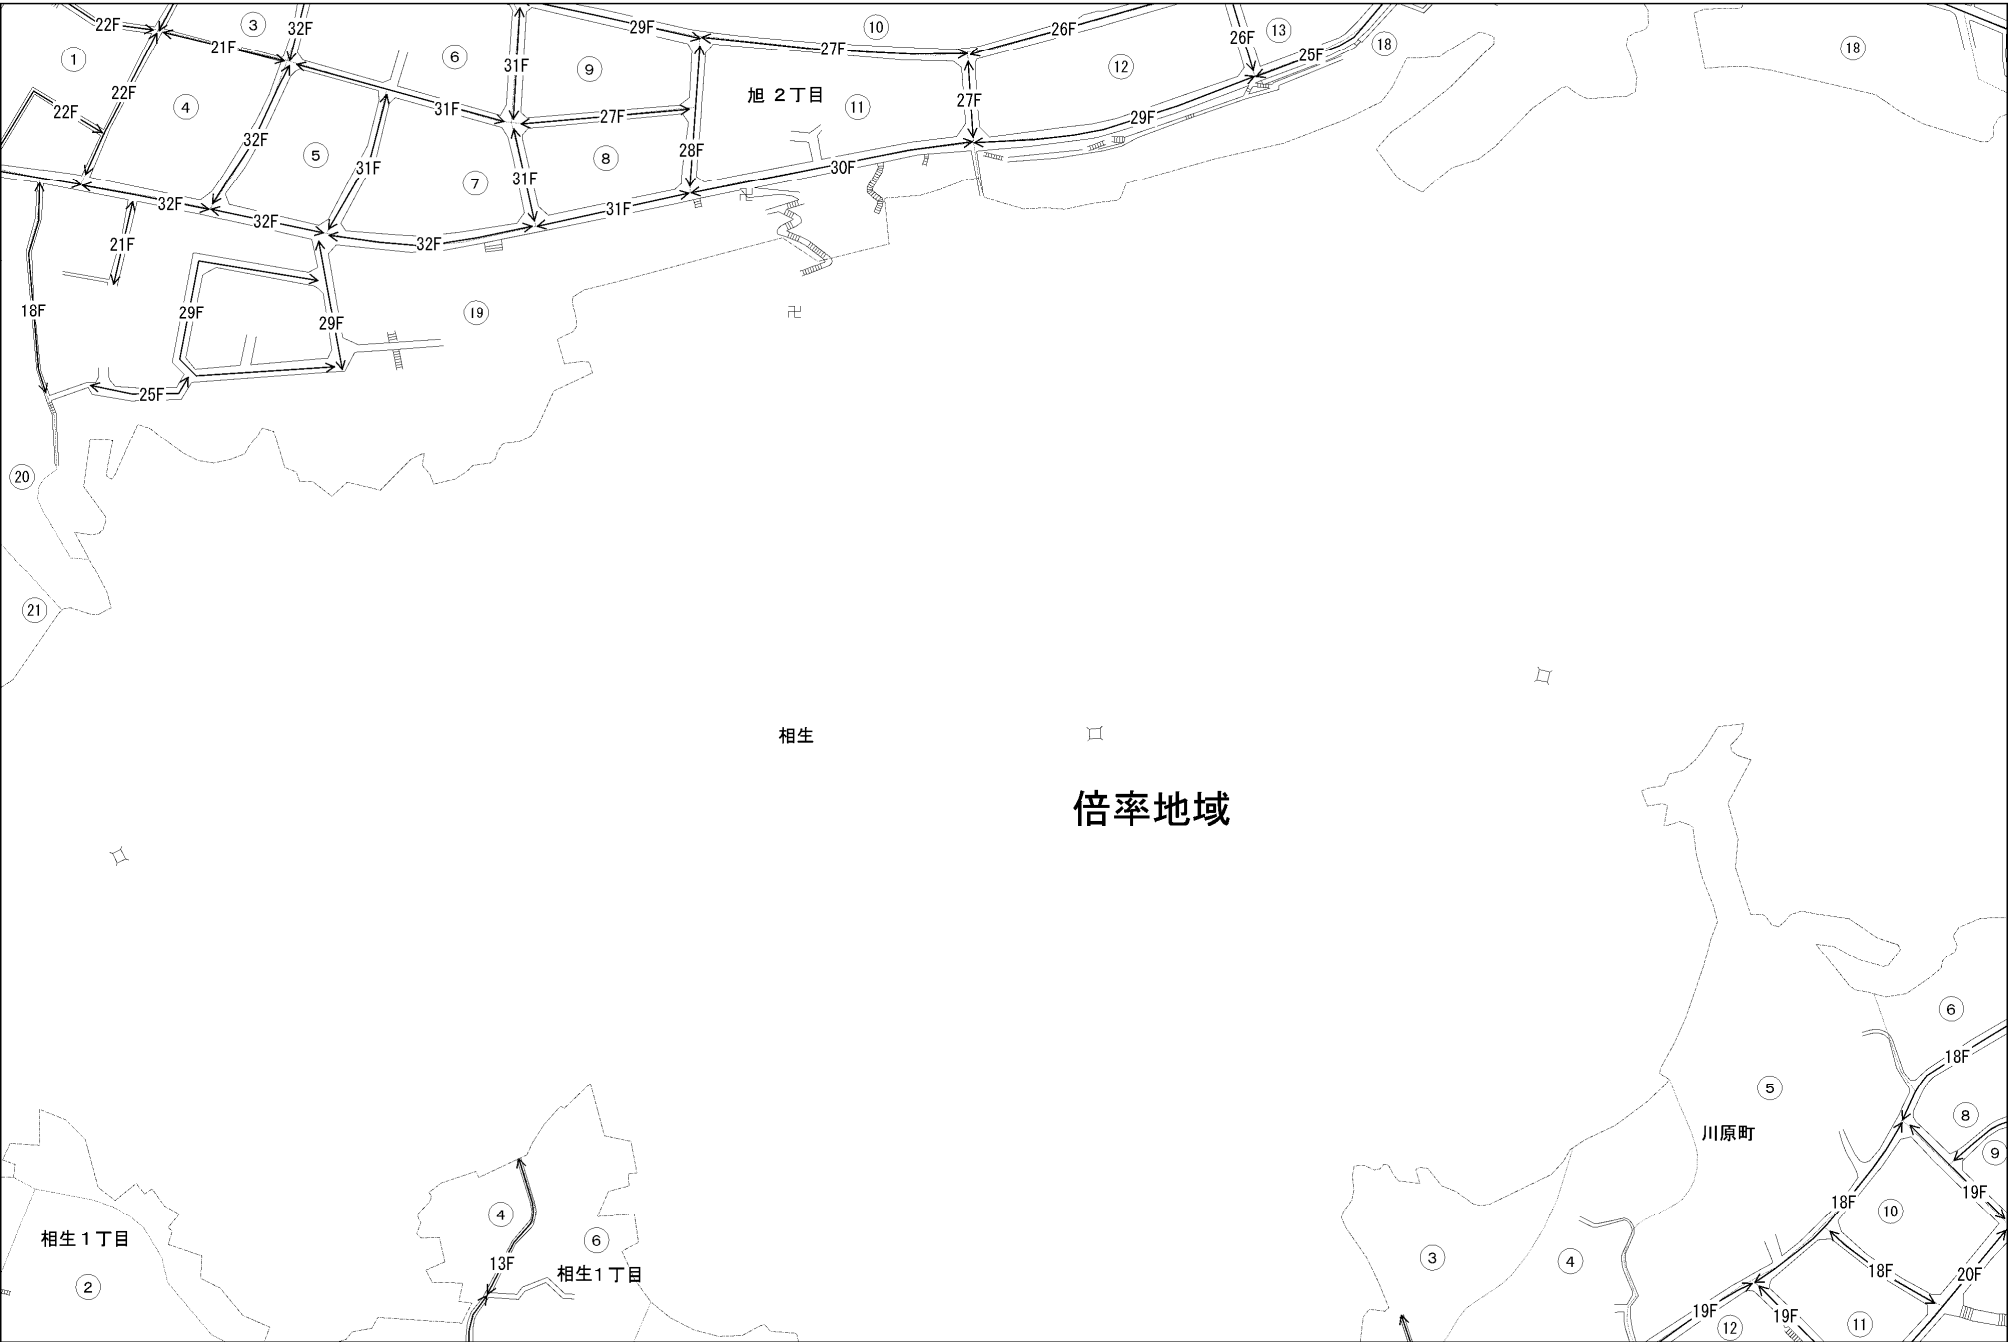 22F
③
32F
29F
⑩
26F
26F
⑬
25F
⑱
⑱
①
21F
22F
22F
④
⑥
31F
⑨
31F
27F
27F
旭 2丁目
⑪
27F
⑫
29F
32F
⑤
31F
⑦
31F
⑧
28F
30F
32F
32F
31F
32F
21F
18F
29F
29F
⑲
卍
25F
⑳
㉑
相生
倍率地域
⑥
18F
⑤
⑧
川原町
⑨
19F
18F
⑩
④
⑥
相生1丁目
13F
相生1丁目
②
③
④
18F
20F
19F
19F
⑫
⑪